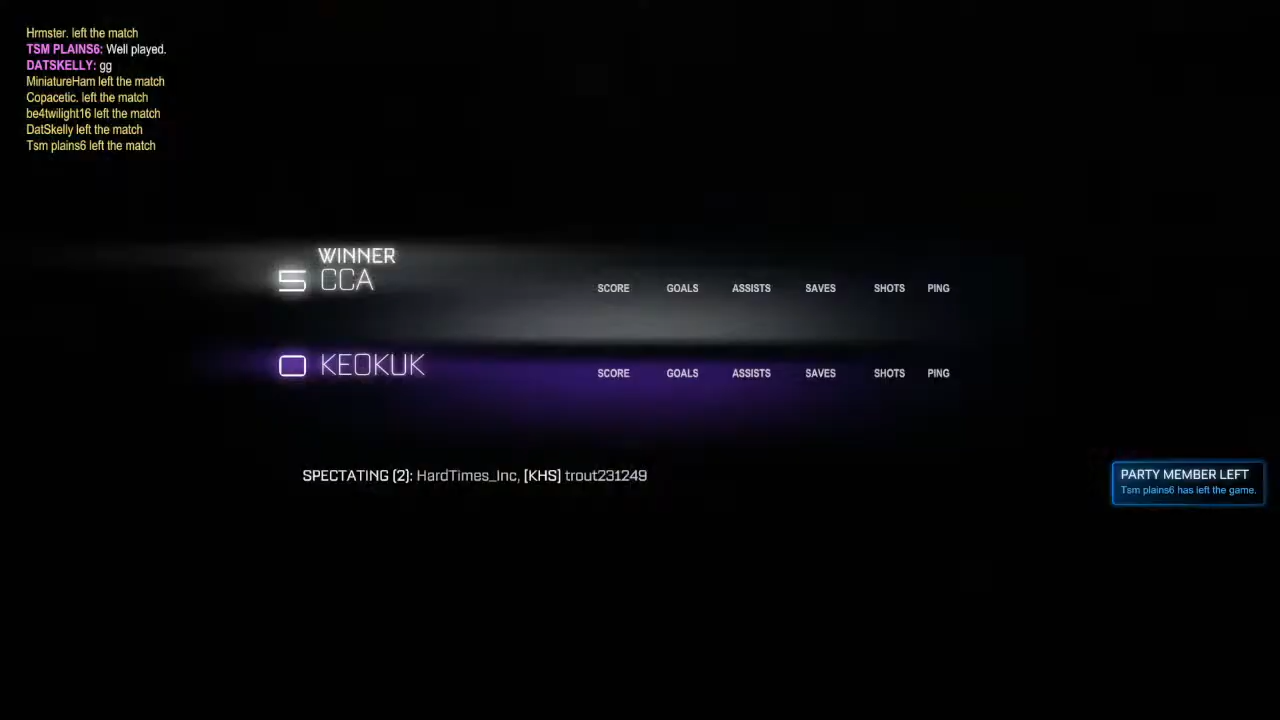 Hrmster. left the match
TSM PLAINS6: Well played.
DATSKELLY: gg
MiniatureHam left the match
Copacetic. left the match
be4twilight16 left the match
DatSkelly left the match
Tsm plains6 left the match
WINNER
5 CCA SCORE GOALS ASSISTS SAVES SHOTS PING
0 KEOKUK SCORE GOALS ASSISTS SAVES SHOTS PING
SPECTATING (2): HardTimes_Inc, [KHS] trout231249
PARTY MEMBER LEFT
Tsm plains6 has left the game.